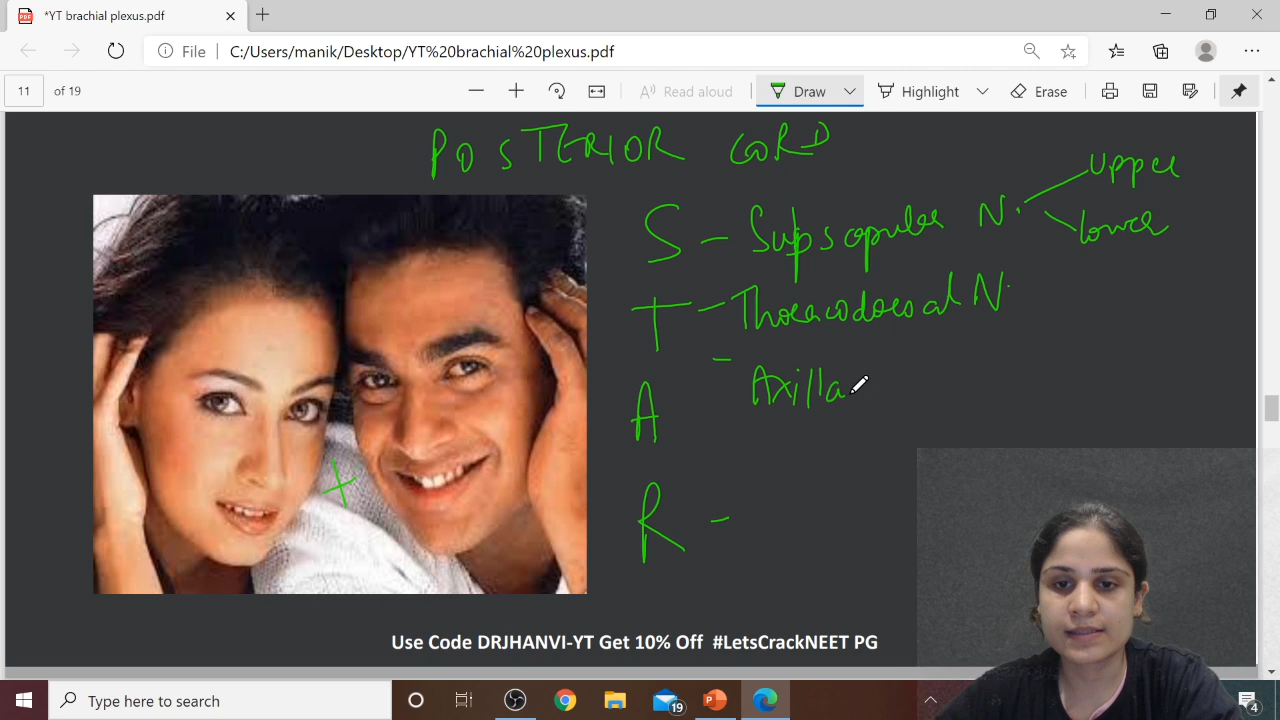 *YT brachial plexus.pdf
File C:/Users/manik/Desktop/YT%20brachial%20plexus.pdf
11 of 19
Read aloud Draw Highlight Erase
POSTERIOR CORD
Upper
S - Subscapular N.
lower
T - Thoracodorsal N.
A - Axilla
R -
Use Code DRJHANVI-YT Get 10% Off #LetsCrackNEET PG
Type here to search
19
4